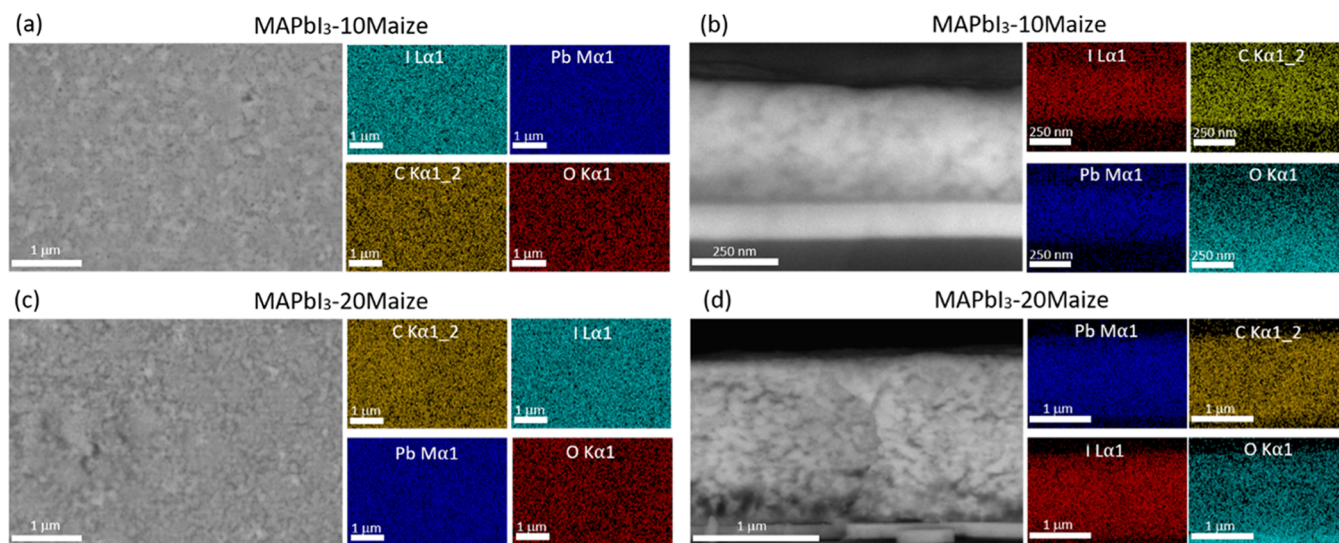 (a)
MAPbI₃-10Maize
I Lα1
Pb Mα1
1 µm
1 µm
C Kα1_2
O Kα1
1 µm
1 µm
1 µm
(b)
MAPbI₃-10Maize
I Lα1
C Kα1_2
250 nm
250 nm
Pb Mα1
O Kα1
250 nm
250 nm
250 nm
(c)
MAPbI₃-20Maize
C Kα1_2
I Lα1
1 µm
1 µm
Pb Mα1
O Kα1
1 µm
1 µm
1 µm
(d)
MAPbI₃-20Maize
Pb Mα1
C Kα1_2
1 µm
1 µm
I Lα1
O Kα1
1 µm
1 µm
1 µm